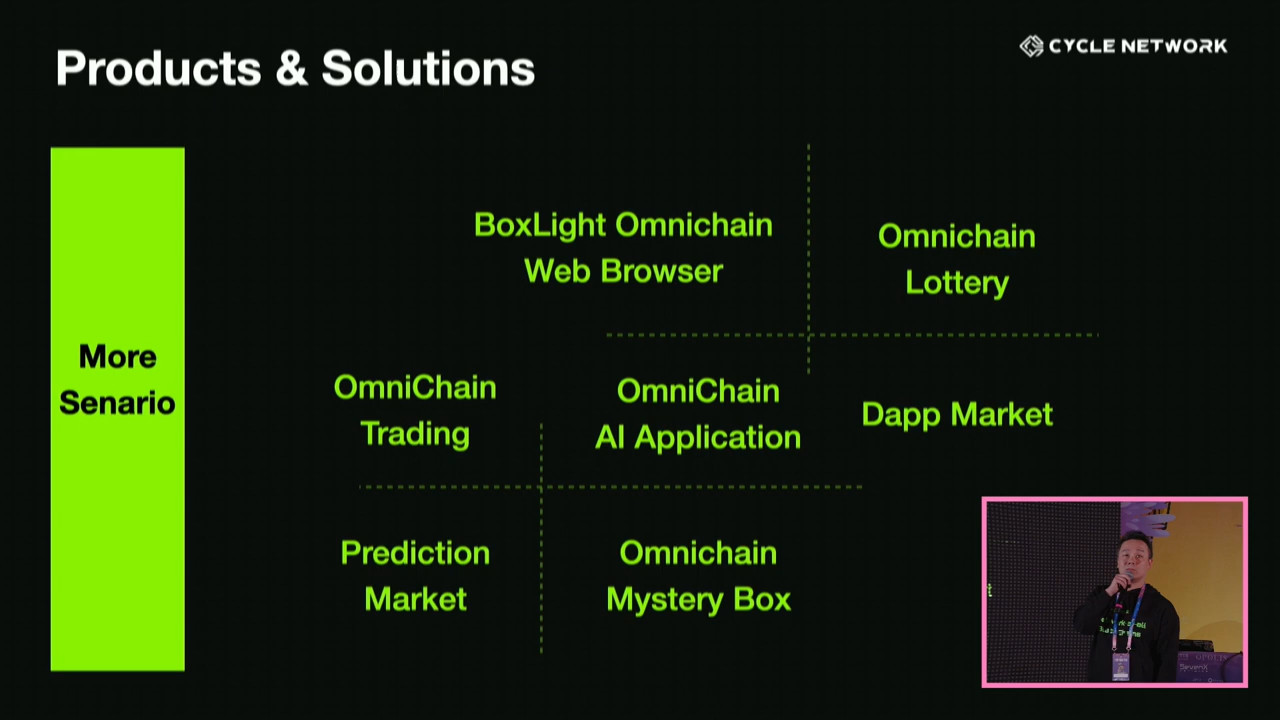 Products & Solutions
CYCLE NETWORK
More
Senario
BoxLight Omnichain
Web Browser
Omnichain
Lottery
OmniChain
Trading
OmniChain
AI Application
Dapp Market
Prediction
Market
Omnichain
Mystery Box
SevenX